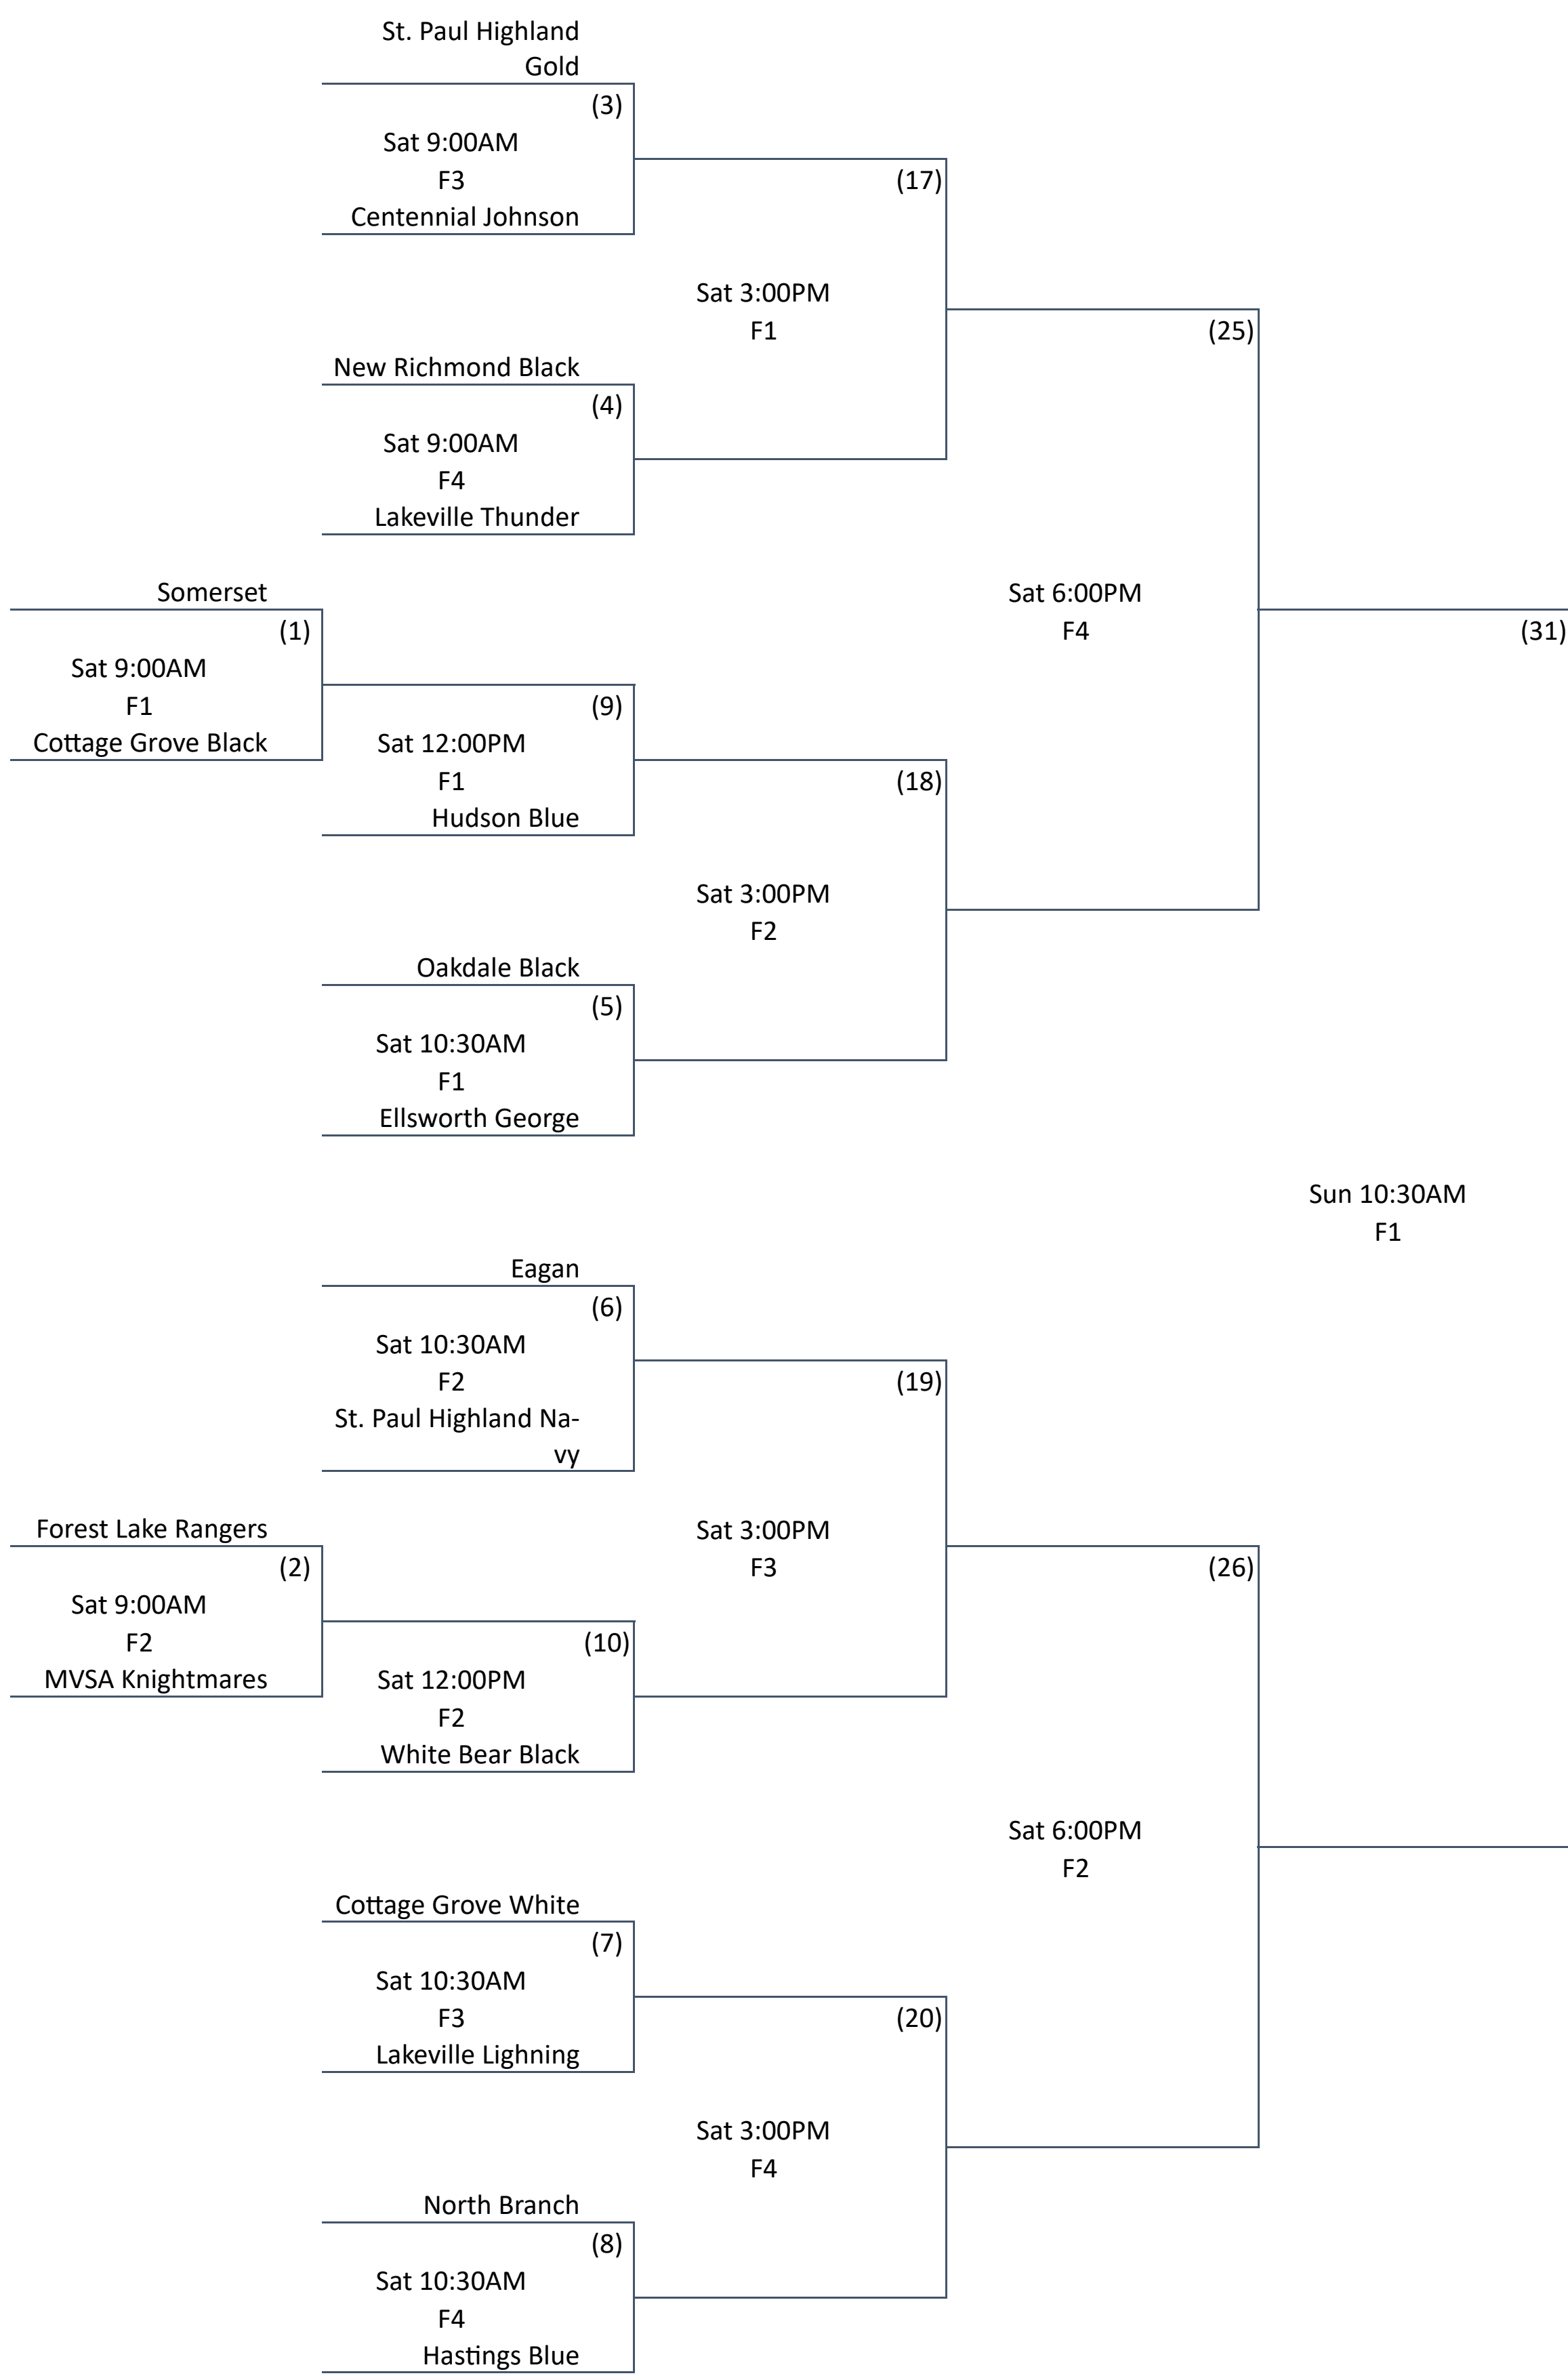 St. Paul Highland
Gold
(3)
Sat 9:00AM
F3
(17)
Centennial Johnson
Sat 3:00PM
F1
(25)
New Richmond Black
(4)
Sat 9:00AM
F4
Lakeville Thunder
Somerset
Sat 6:00PM
(1)
F4
(31)
Sat 9:00AM
F1
(9)
Cottage Grove Black
Sat 12:00PM
F1
(18)
Hudson Blue
Sat 3:00PM
F2
Oakdale Black
(5)
Sat 10:30AM
F1
Ellsworth George
Sun 10:30AM
F1
Eagan
(6)
Sat 10:30AM
F2
(19)
St. Paul Highland Na-
vy
Forest Lake Rangers
Sat 3:00PM
(2)
F3
(26)
Sat 9:00AM
F2
(10)
MVSA Knightmares
Sat 12:00PM
F2
White Bear Black
Sat 6:00PM
F2
Cottage Grove White
(7)
Sat 10:30AM
F3
(20)
Lakeville Lighning
Sat 3:00PM
F4
North Branch
(8)
Sat 10:30AM
F4
Hastings Blue